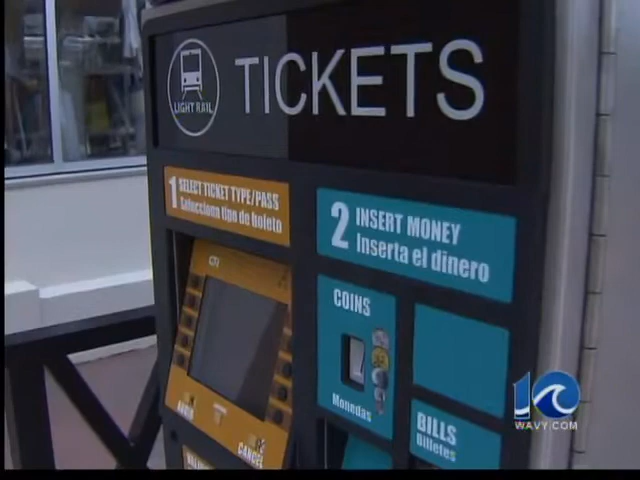 LIGHT RAIL
TICKETS
1 SELECT TICKET TYPE/PASS
Selecciona tipo de boleto
2 INSERT MONEY
Inserta el dinero
COINS
Monedas
BILLS
Billetes
CANCEL
10
WAVY.COM